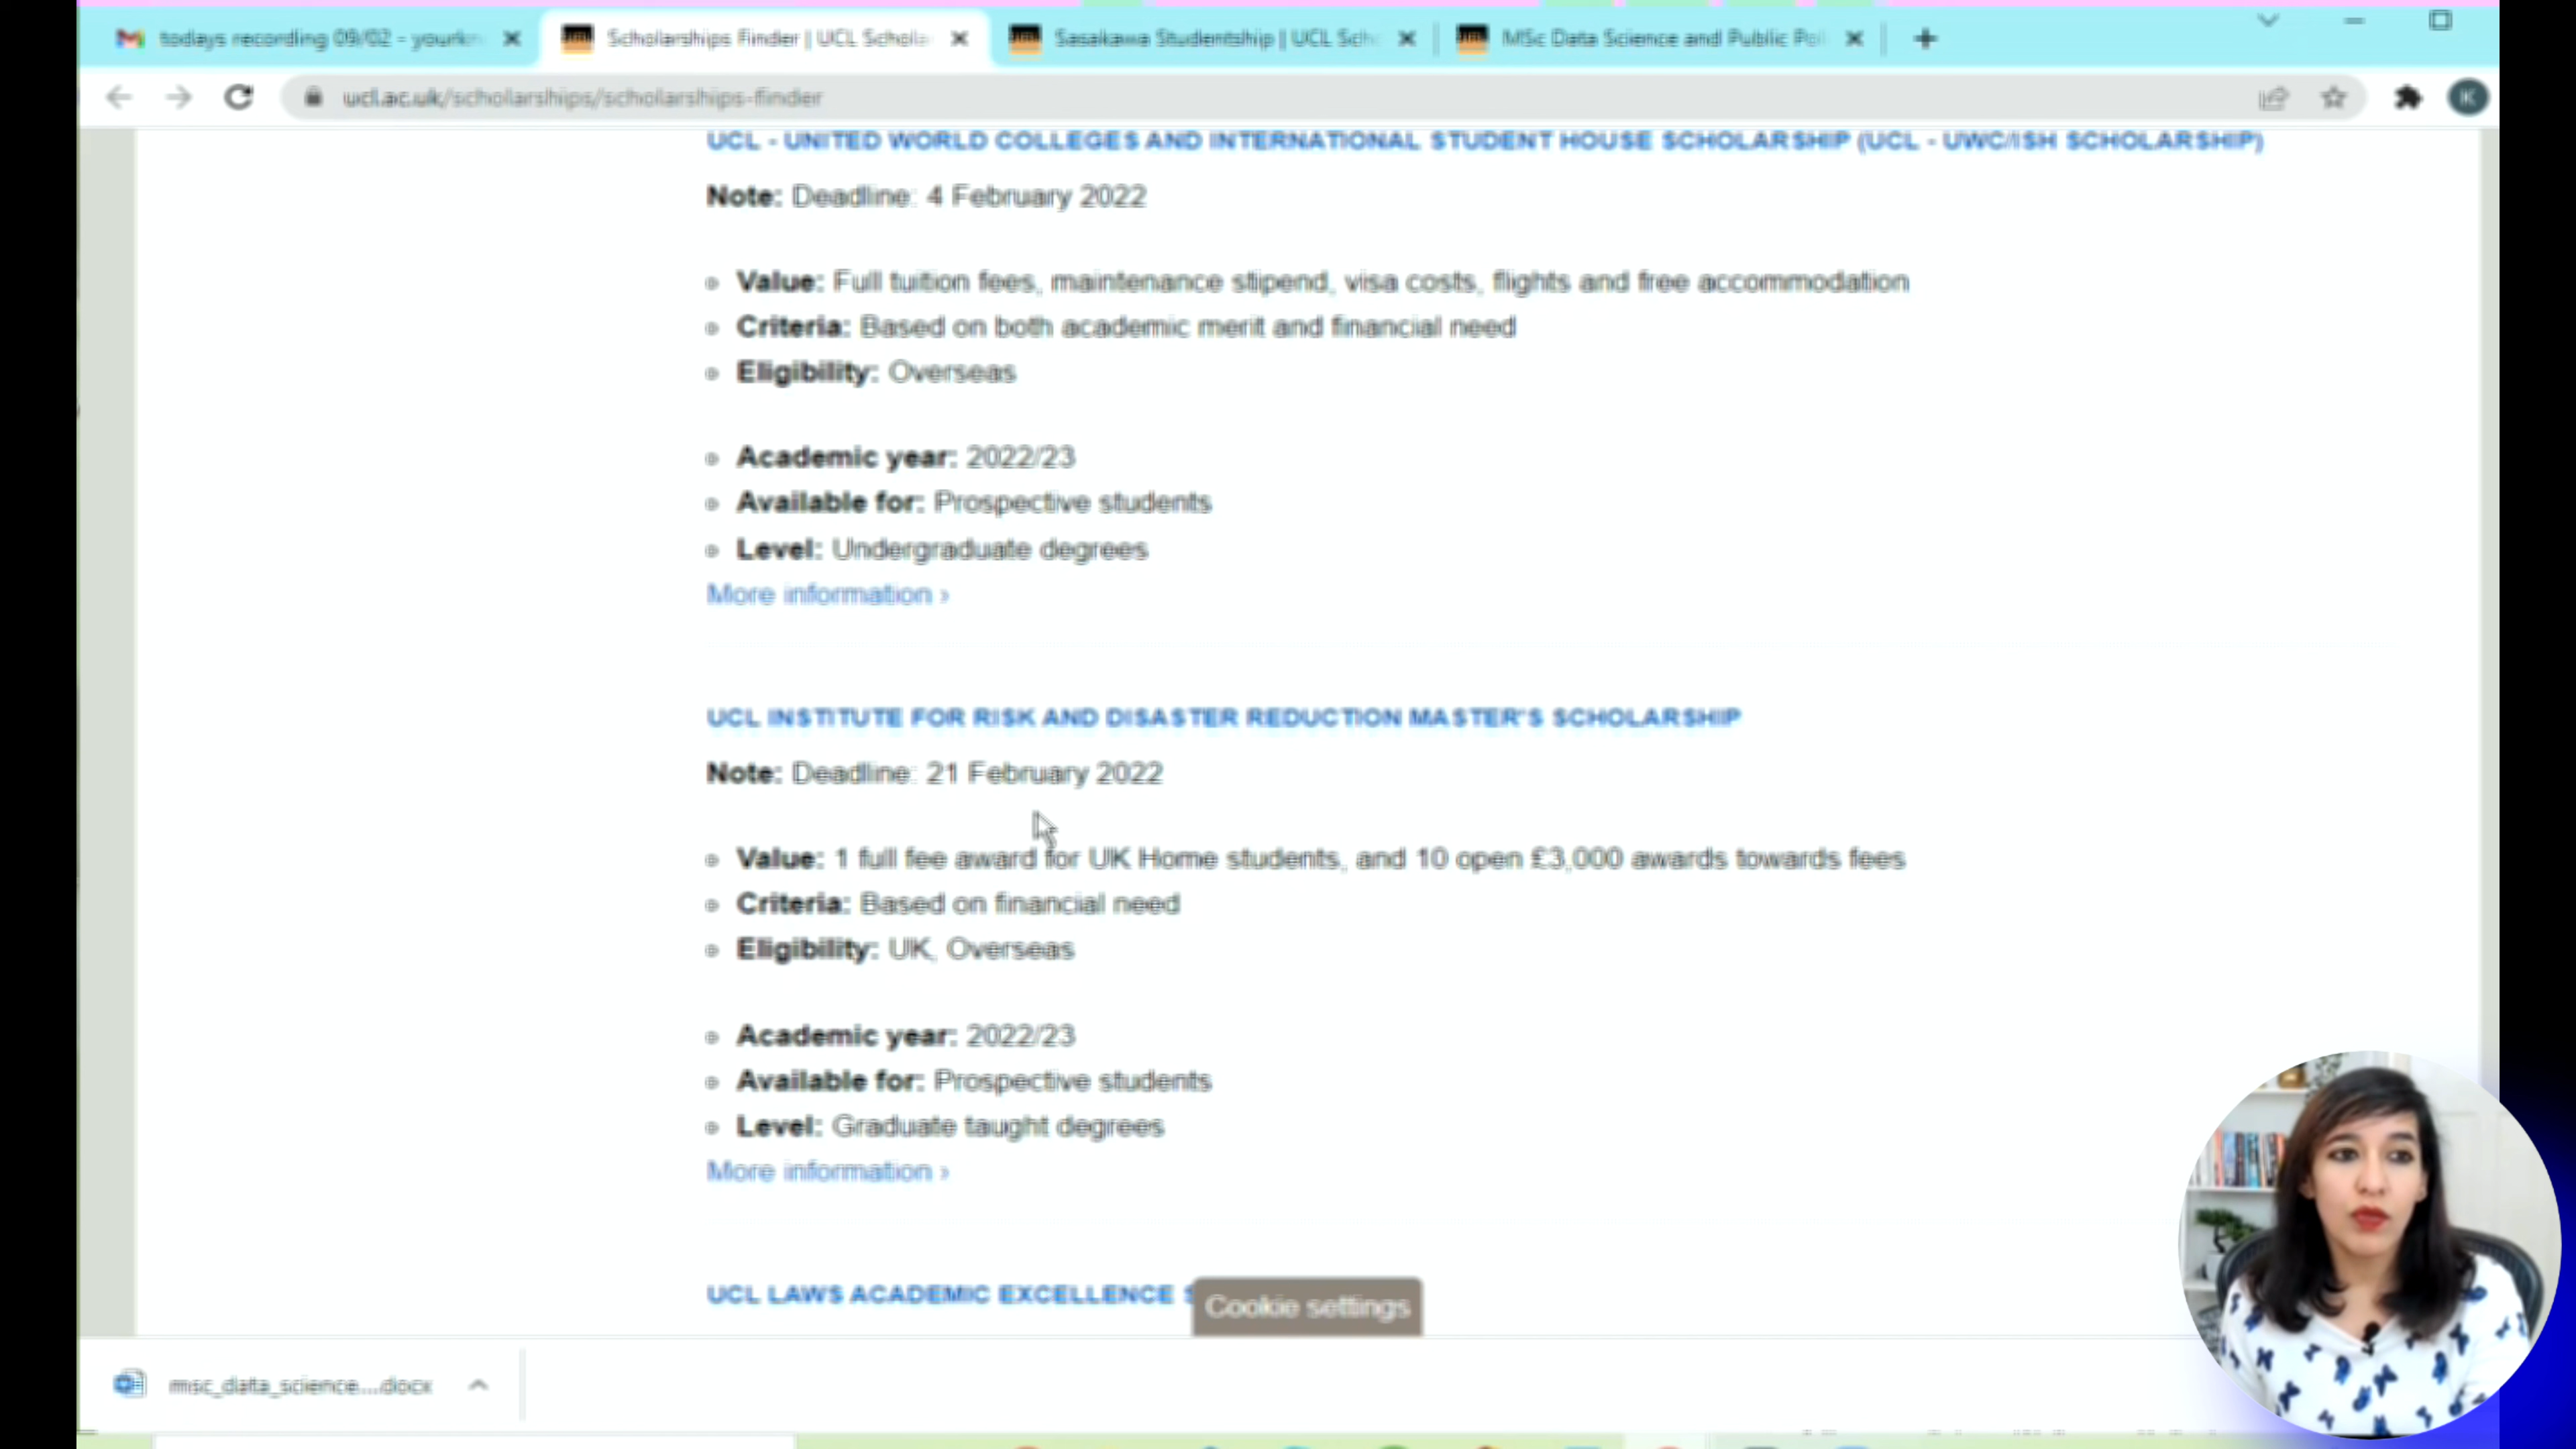 todays recording 09/02 - yourkn
Scholarships Finder | UCL Schola
Sasakawa Studentship | UCL Sch
MSc Data Science and Public Pol
ucl.ac.uk/scholarships/scholarships-finder
K
UCL - UNITED WORLD COLLEGES AND INTERNATIONAL STUDENT HOUSE SCHOLARSHIP (UCL - UWC/ISH SCHOLARSHIP)
Note: Deadline: 4 February 2022
Value: Full tuition fees, maintenance stipend, visa costs, flights and free accommodation
Criteria: Based on both academic merit and financial need
Eligibility: Overseas
Academic year: 2022/23
Available for: Prospective students
Level: Undergraduate degrees
More information ›
UCL INSTITUTE FOR RISK AND DISASTER REDUCTION MASTER'S SCHOLARSHIP
Note: Deadline: 21 February 2022
Value: 1 full fee award for UK Home students, and 10 open £3,000 awards towards fees
Criteria: Based on financial need
Eligibility: UK, Overseas
Academic year: 2022/23
Available for: Prospective students
Level: Graduate taught degrees
More information ›
UCL LAWS ACADEMIC EXCELLENCE S
Cookie settings
msc_data_science....docx